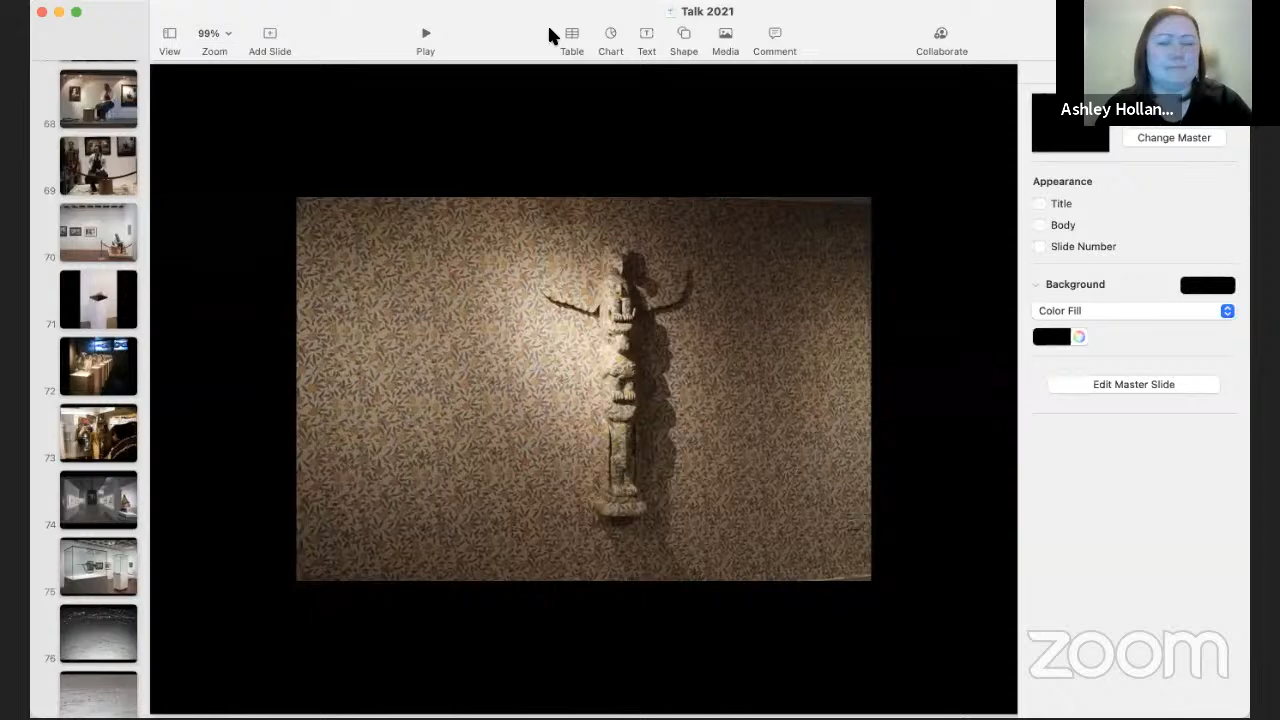 Talk 2021
99%
View
Zoom
Add Slide
Play
Table
Chart
Text
Shape
Media
Comment
Collaborate
Ashley Hollan...
Change Master
Appearance
Title
Body
Slide Number
Background
Color Fill
Edit Master Slide
68
69
70
71
72
73
74
75
76
zoom